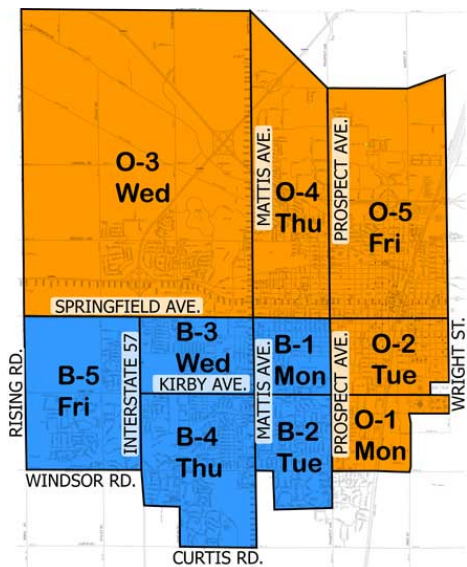 O-3
Wed
MATTIS AVE.
O-4
Thu
PROSPECT AVE.
O-5
Fri
SPRINGFIELD AVE.
RISING RD.
B-5
Fri
INTERSTATE 57
B-3
Wed
KIRBY AVE.
MATTIS AVE.
B-1
Mon
PROSPECT AVE.
O-2
Tue
WRIGHT ST.
B-4
Thu
B-2
Tue
O-1
Mon
WINDSOR RD.
CURTIS RD.